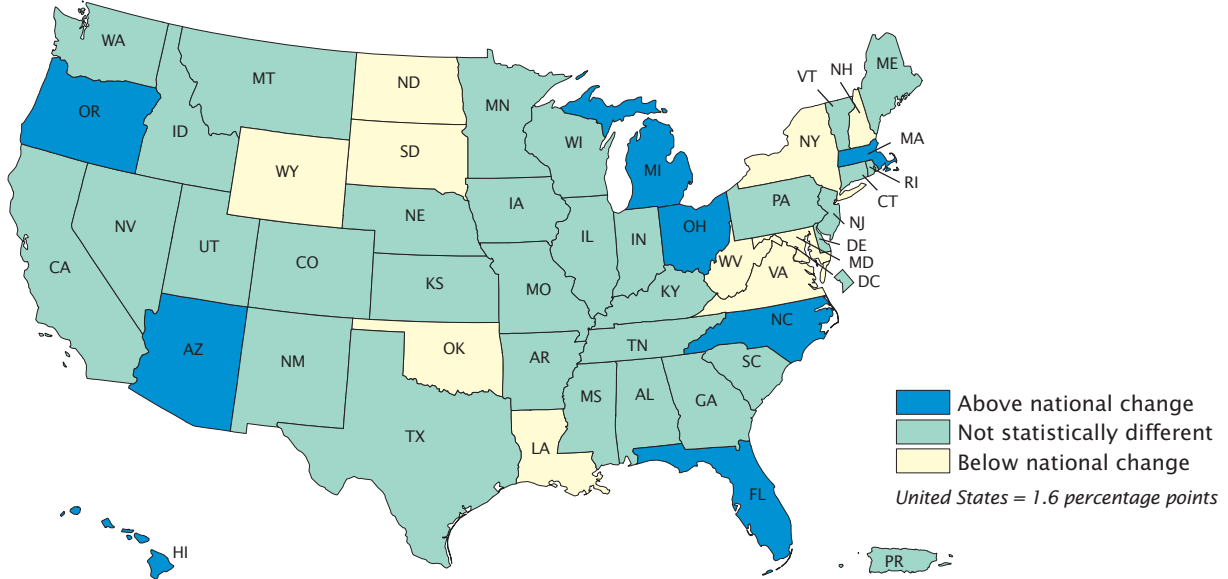 WA
MT
ND
MN
ME
VT
NH
OR
ID
SD
WI
NY
MA
WY
MI
RI
CT
NE
IA
PA
NJ
NV
UT
CO
IL
IN
OH
DE
MD
DC
CA
KS
MO
KY
WV
VA
AZ
NM
OK
AR
TN
NC
SC
MS
AL
GA
TX
LA
FL
HI
PR
Above national change
Not statistically different
Below national change
United States = 1.6 percentage points